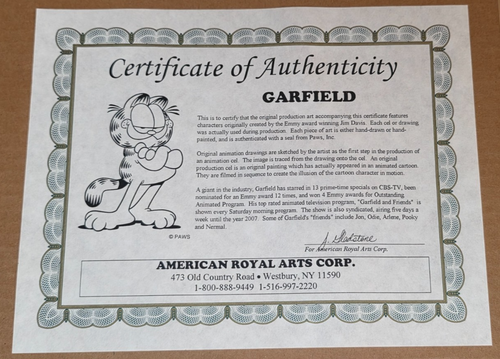 Certificate of Authenticity
GARFIELD
This is to certify that the original production art accompanying this certificate features
characters originally created by the Emmy award winning Jim Davis. Each cel or drawing
was actually used during production. Each piece of art is either hand-drawn or hand-
painted, and is authenticated with a seal from Paws, Inc.
Original animation drawings are sketched by the artist as the first step in the production of
an animation cel. The image is traced from the drawing onto the cel. An original
production cel is an original painting which has actually appeared in an animated cartoon.
They are filmed in sequence to create the illusion of the cartoon character in motion.
A giant in the industry, Garfield has starred in 13 prime-time specials on CBS-TV, been
nominated for an Emmy award 12 times, and won 4 Emmy awards for Outstanding
Animated Program. His top rated animated television program, "Garfield and Friends" is
shown every Saturday morning program. The show is also syndicated, airing five days a
week until the year 2007. Some of Garfield's "friends" include Jon, Odie, Arlene, Pooky
and Nermal.
© PAWS
J. Gladstone
For American Royal Arts Corp.
AMERICAN ROYAL ARTS CORP.
473 Old Country Road • Westbury, NY 11590
1-800-888-9449 1-516-997-2220